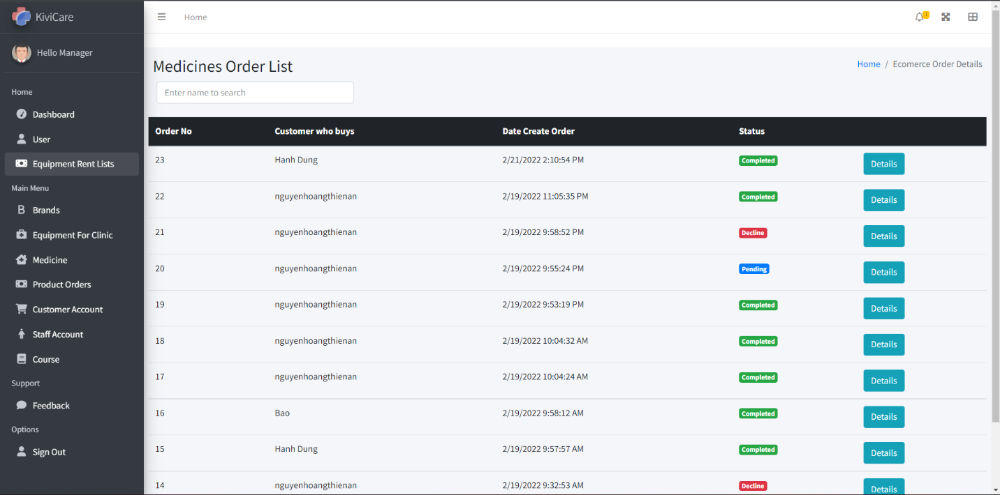 KiviCare
Home
!
Hello Manager
Medicines Order List
Home / Ecomerce Order Details
Enter name to search
Home
Dashboard
User
Equipment Rent Lists
Main Menu
B Brands
Equipment For Clinic
Medicine
Product Orders
Customer Account
Staff Account
Course
Support
Feedback
Options
Sign Out
Order No Customer who buys Date Create Order Status
23 Hanh Dung 2/21/2022 2:10:54 PM Completed Details
22 nguyenhoangthienan 2/19/2022 11:05:35 PM Completed Details
21 nguyenhoangthienan 2/19/2022 9:58:52 PM Decline Details
20 nguyenhoangthienan 2/19/2022 9:55:24 PM Pending Details
19 nguyenhoangthienan 2/19/2022 9:53:19 PM Completed Details
18 nguyenhoangthienan 2/19/2022 10:04:32 AM Completed Details
17 nguyenhoangthienan 2/19/2022 10:04:24 AM Completed Details
16 Bao 2/19/2022 9:58:12 AM Completed Details
15 Hanh Dung 2/19/2022 9:57:57 AM Completed Details
14 nguyenhoangthienan 2/19/2022 9:32:53 AM Decline Details